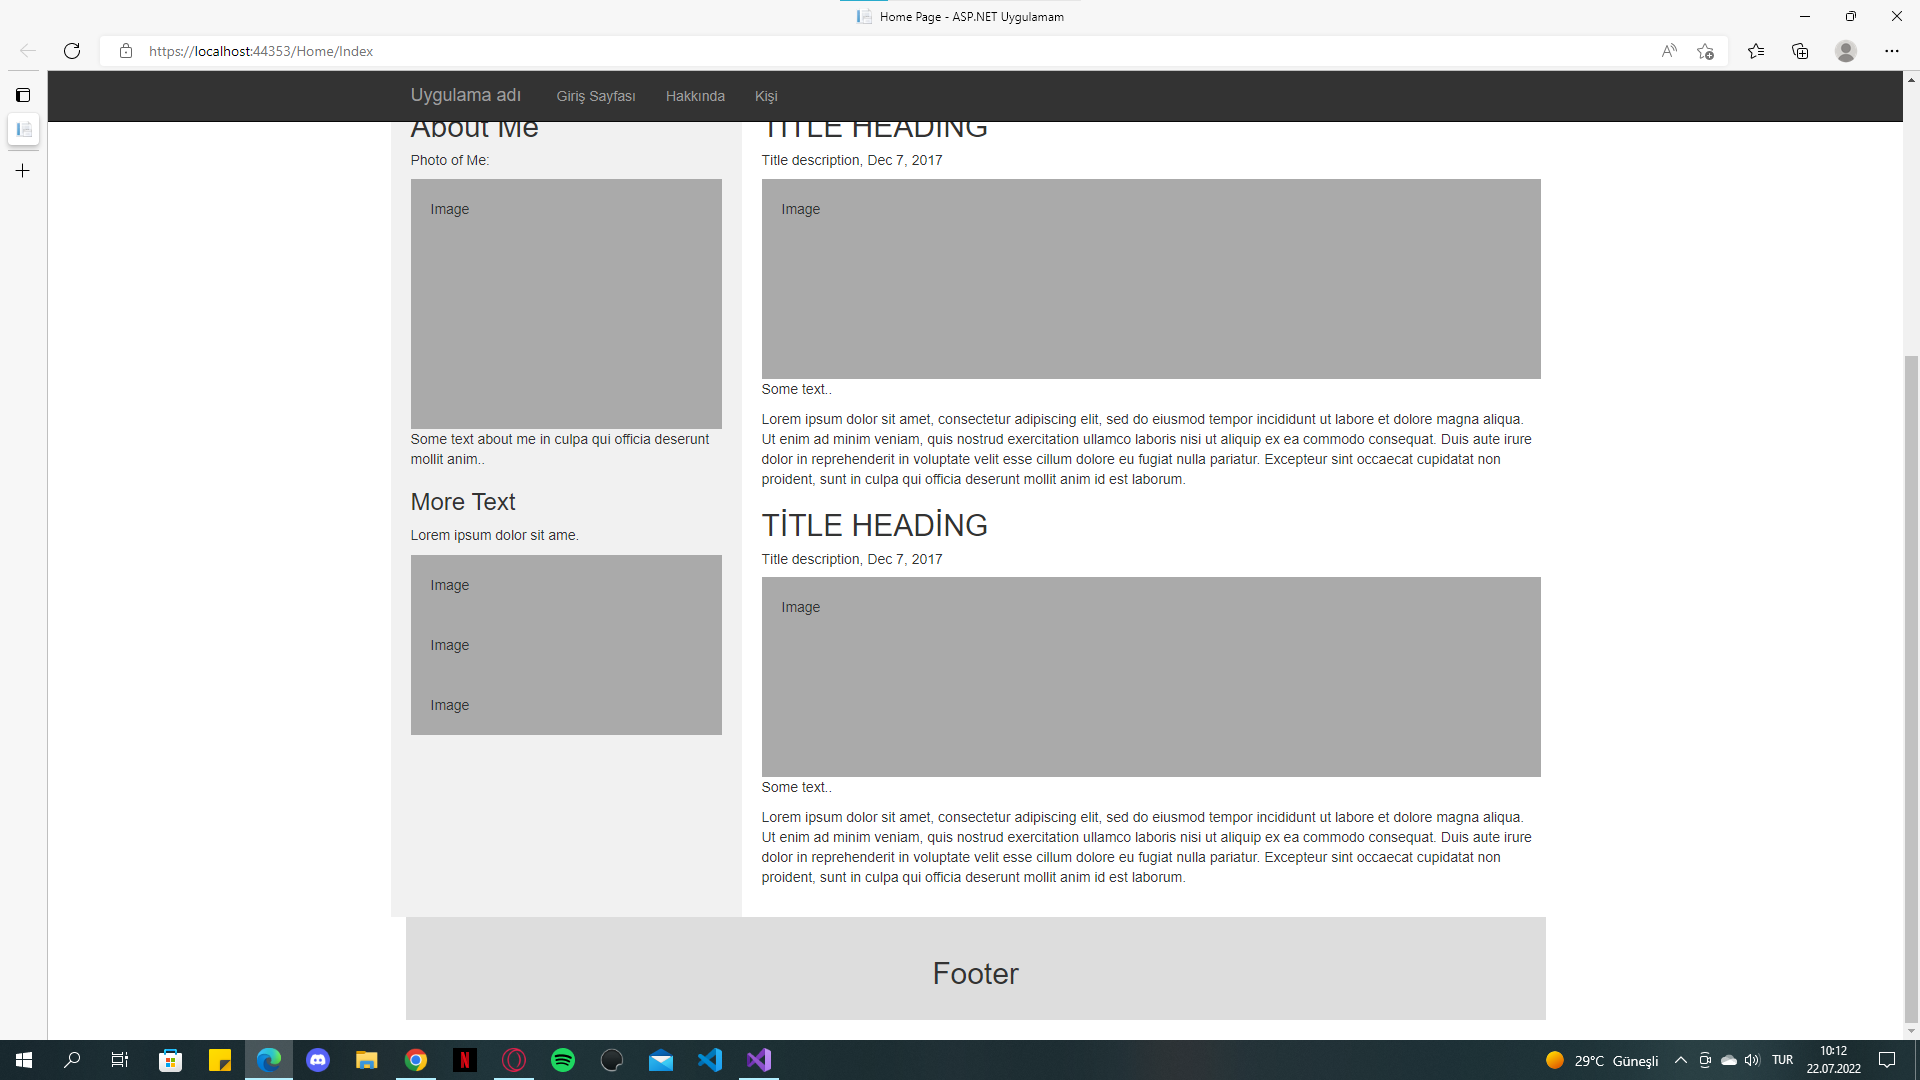 Home Page - ASP.NET Uygulamam
https://localhost:44353/Home/Index
Uygulama adı
Giriş Sayfası
Hakkında
Kişi
About Me
Photo of Me:
Image
Some text about me in culpa qui officia deserunt
mollit anim..
More Text
Lorem ipsum dolor sit ame.
Image
Image
Image
TİTLE HEADİNG
Title description, Dec 7, 2017
Image
Some text..
Lorem ipsum dolor sit amet, consectetur adipiscing elit, sed do eiusmod tempor incididunt ut labore et dolore magna aliqua.
Ut enim ad minim veniam, quis nostrud exercitation ullamco laboris nisi ut aliquip ex ea commodo consequat. Duis aute irure
dolor in reprehenderit in voluptate velit esse cillum dolore eu fugiat nulla pariatur. Excepteur sint occaecat cupidatat non
proident, sunt in culpa qui officia deserunt mollit anim id est laborum.
TİTLE HEADİNG
Title description, Dec 7, 2017
Image
Some text..
Lorem ipsum dolor sit amet, consectetur adipiscing elit, sed do eiusmod tempor incididunt ut labore et dolore magna aliqua.
Ut enim ad minim veniam, quis nostrud exercitation ullamco laboris nisi ut aliquip ex ea commodo consequat. Duis aute irure
dolor in reprehenderit in voluptate velit esse cillum dolore eu fugiat nulla pariatur. Excepteur sint occaecat cupidatat non
proident, sunt in culpa qui officia deserunt mollit anim id est laborum.
Footer
29°C Güneşli
TUR
10:12
22.07.2022